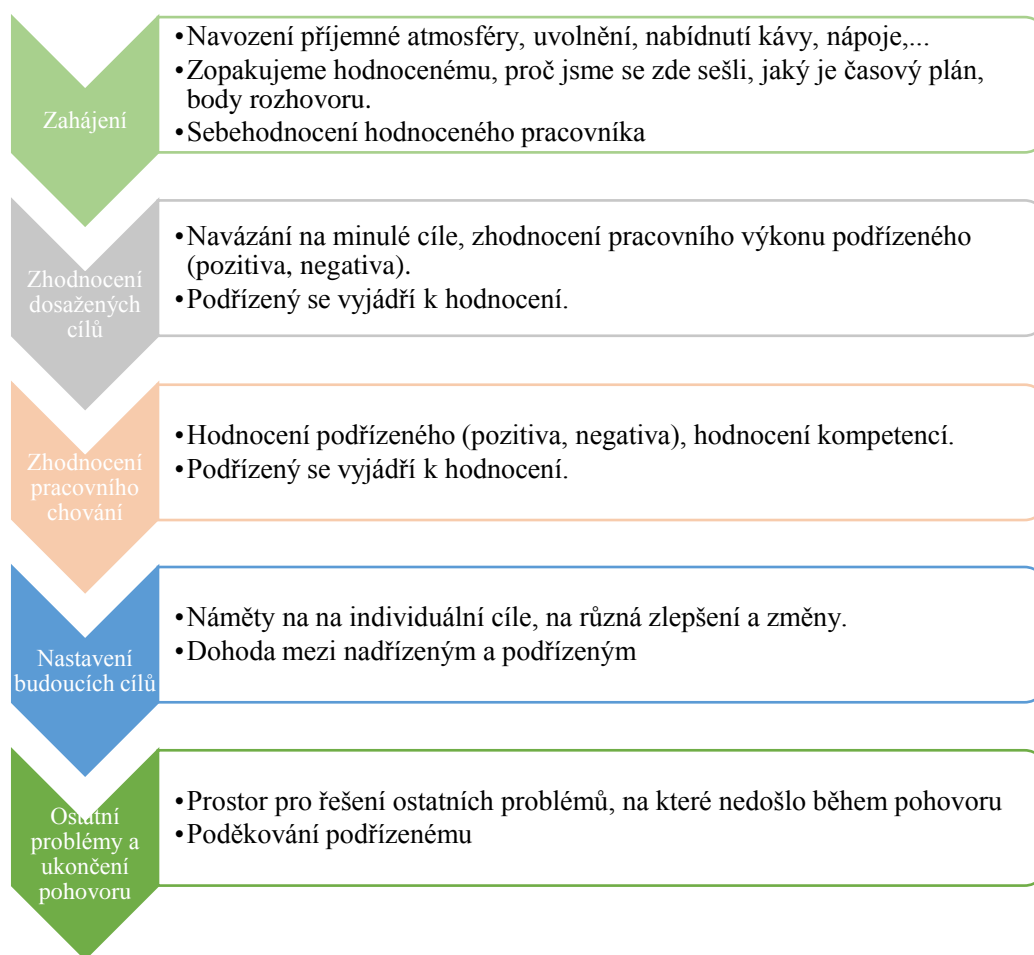 Zahájení
•Navození příjemné atmosféry, uvolnění, nabídnutí kávy, nápoje,...
•Zopakujeme hodnocenému, proč jsme se zde sešli, jaký je časový plán,
body rozhovoru.
•Sebehodnocení hodnoceného pracovníka
Zhodnocení
dosažených
cílů
•Navázání na minulé cíle, zhodnocení pracovního výkonu podřízeného
(pozitiva, negativa).
•Podřízený se vyjádří k hodnocení.
Zhodnocení
pracovního
chování
•Hodnocení podřízeného (pozitiva, negativa), hodnocení kompetencí.
•Podřízený se vyjádří k hodnocení.
Nastavení
budoucích cílů
•Náměty na na individuální cíle, na různá zlepšení a změny.
•Dohoda mezi nadřízeným a podřízeným
Ostatní
problémy a
ukončení
pohovoru
•Prostor pro řešení ostatních problémů, na které nedošlo během pohovoru
•Poděkování podřízenému